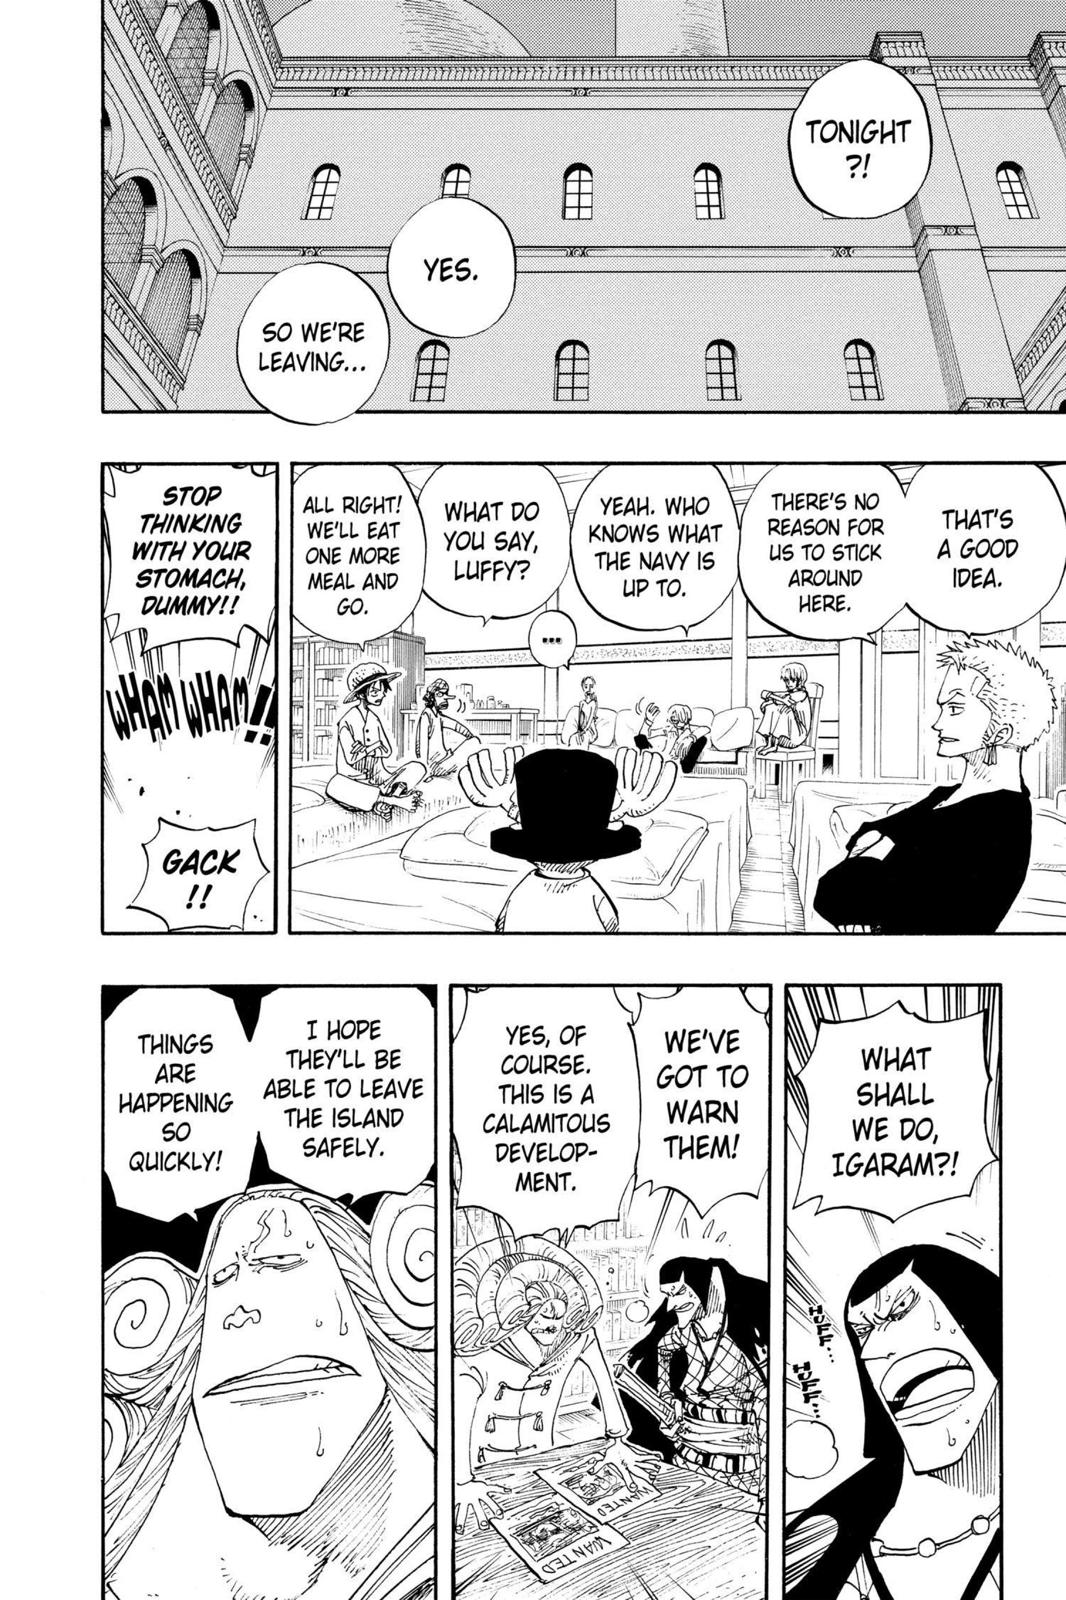 TONIGHT
?!
YES.
SO WE'RE
LEAVING...
THAT'S
A GOOD
IDEA.
THERE'S NO
REASON FOR
US TO STICK
AROUND
HERE.
YEAH. WHO
KNOWS WHAT
THE NAVY IS
UP TO.
...
WHAT DO
YOU SAY,
LUFFY?
ALL RIGHT!
WE'LL EAT
ONE MORE
MEAL AND
GO.
STOP
THINKING
WITH YOUR
STOMACH,
DUMMY!!
WHAM WHAM!!
GACK
!!
WHAT
SHALL
WE DO,
IGARAM?!
HUFF...
HUFF...
WE'VE
GOT TO
WARN
THEM!
YES, OF
COURSE.
THIS IS A
CALAMITOUS
DEVELOP-
MENT.
WANTED
WANTED
I HOPE
THEY'LL BE
ABLE TO LEAVE
THE ISLAND
SAFELY.
THINGS
ARE
HAPPENING
SO
QUICKLY!